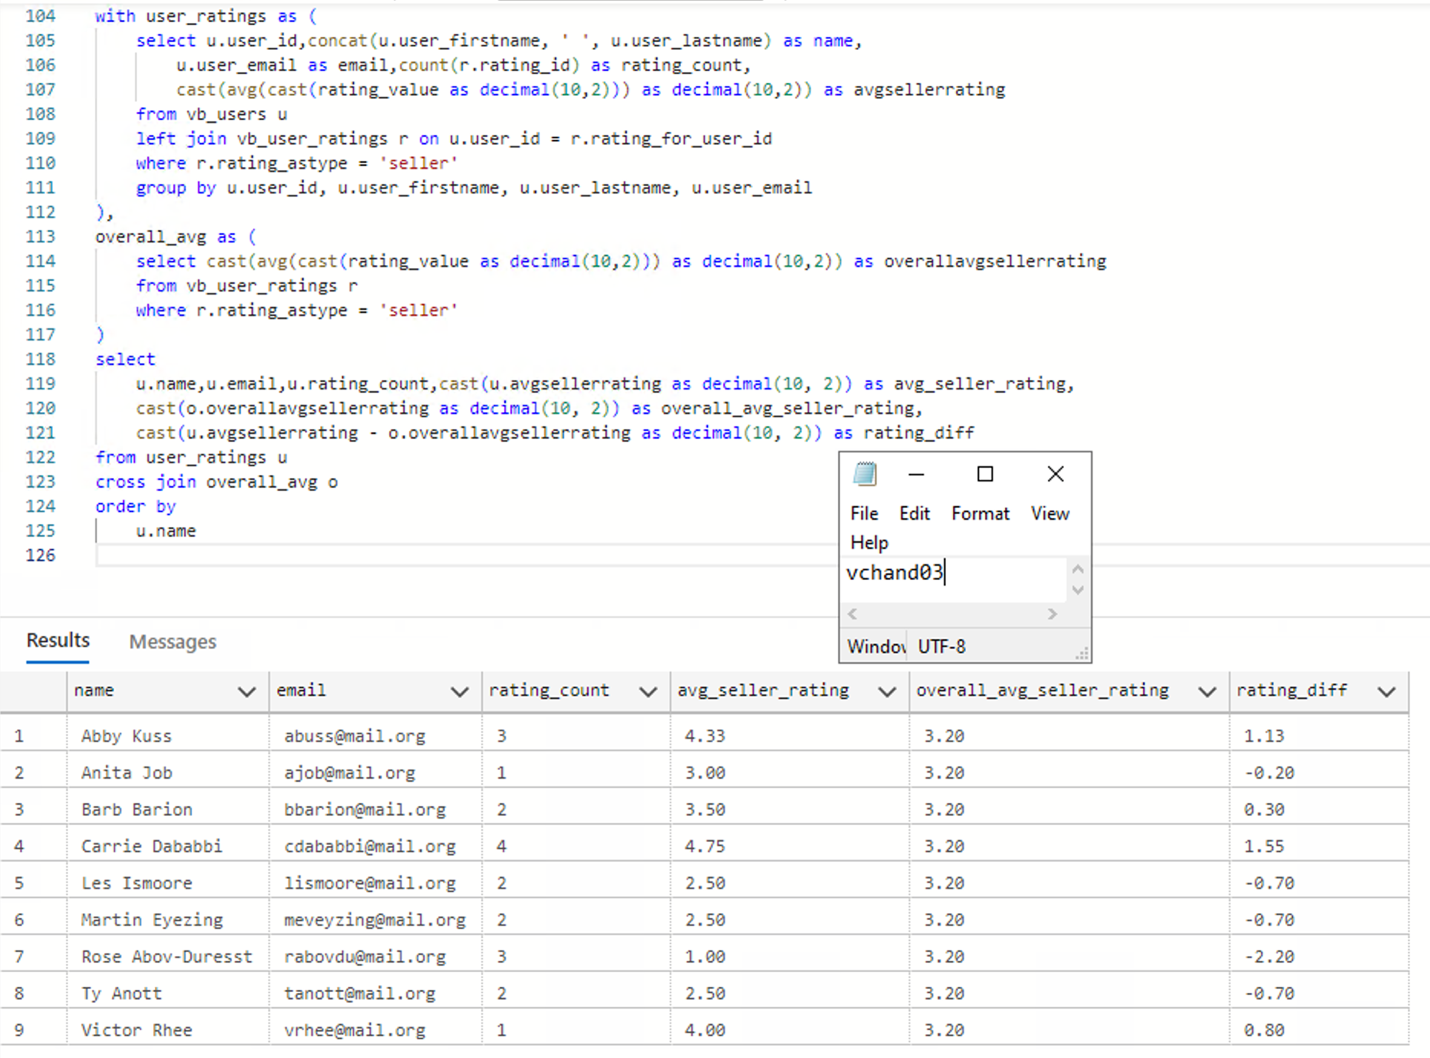 104 with user_ratings as (
105 select u.user_id,concat(u.user_firstname, ' ', u.user_lastname) as name,
106 u.user_email as email,count(r.rating_id) as rating_count,
107 cast(avg(cast(rating_value as decimal(10,2))) as decimal(10,2)) as avgsellerrating
108 from vb_users u
109 left join vb_user_ratings r on u.user_id = r.rating_for_user_id
110 where r.rating_astype = 'seller'
111 group by u.user_id, u.user_firstname, u.user_lastname, u.user_email
112 ),
113 overall_avg as (
114 select cast(avg(cast(rating_value as decimal(10,2))) as decimal(10,2)) as overallavgsellerrating
115 from vb_user_ratings r
116 where r.rating_astype = 'seller'
117 )
118 select
119 u.name,u.email,u.rating_count,cast(u.avgsellerrating as decimal(10, 2)) as avg_seller_rating,
120 cast(o.overallavgsellerrating as decimal(10, 2)) as overall_avg_seller_rating,
121 cast(u.avgsellerrating - o.overallavgsellerrating as decimal(10, 2)) as rating_diff
122 from user_ratings u
123 cross join overall_avg o
124 order by
125 u.name
126
File Edit Format View
Help
vchand03
Window UTF-8
Results Messages
name email rating_count avg_seller_rating overall_avg_seller_rating rating_diff
1 Abby Kuss abuss@mail.org 3 4.33 3.20 1.13
2 Anita Job ajob@mail.org 1 3.00 3.20 -0.20
3 Barb Barion bbarion@mail.org 2 3.50 3.20 0.30
4 Carrie Dababbi cdababbi@mail.org 4 4.75 3.20 1.55
5 Les Ismoore lismoore@mail.org 2 2.50 3.20 -0.70
6 Martin Eyezing meveyzing@mail.org 2 2.50 3.20 -0.70
7 Rose Abov-Duresst rabovdu@mail.org 3 1.00 3.20 -2.20
8 Ty Anott tanott@mail.org 2 2.50 3.20 -0.70
9 Victor Rhee vrhee@mail.org 1 4.00 3.20 0.80